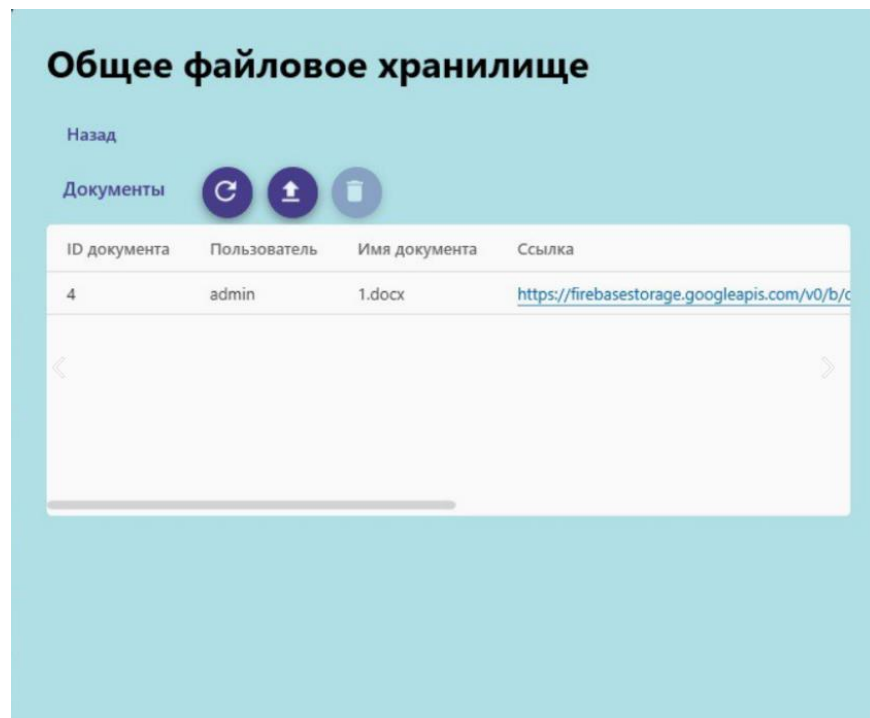 Общее файловое хранилище
Назад
Документы
ID документа Пользователь Имя документа Ссылка
4 admin 1.docx https://firebasestorage.googleapis.com/v0/b/c